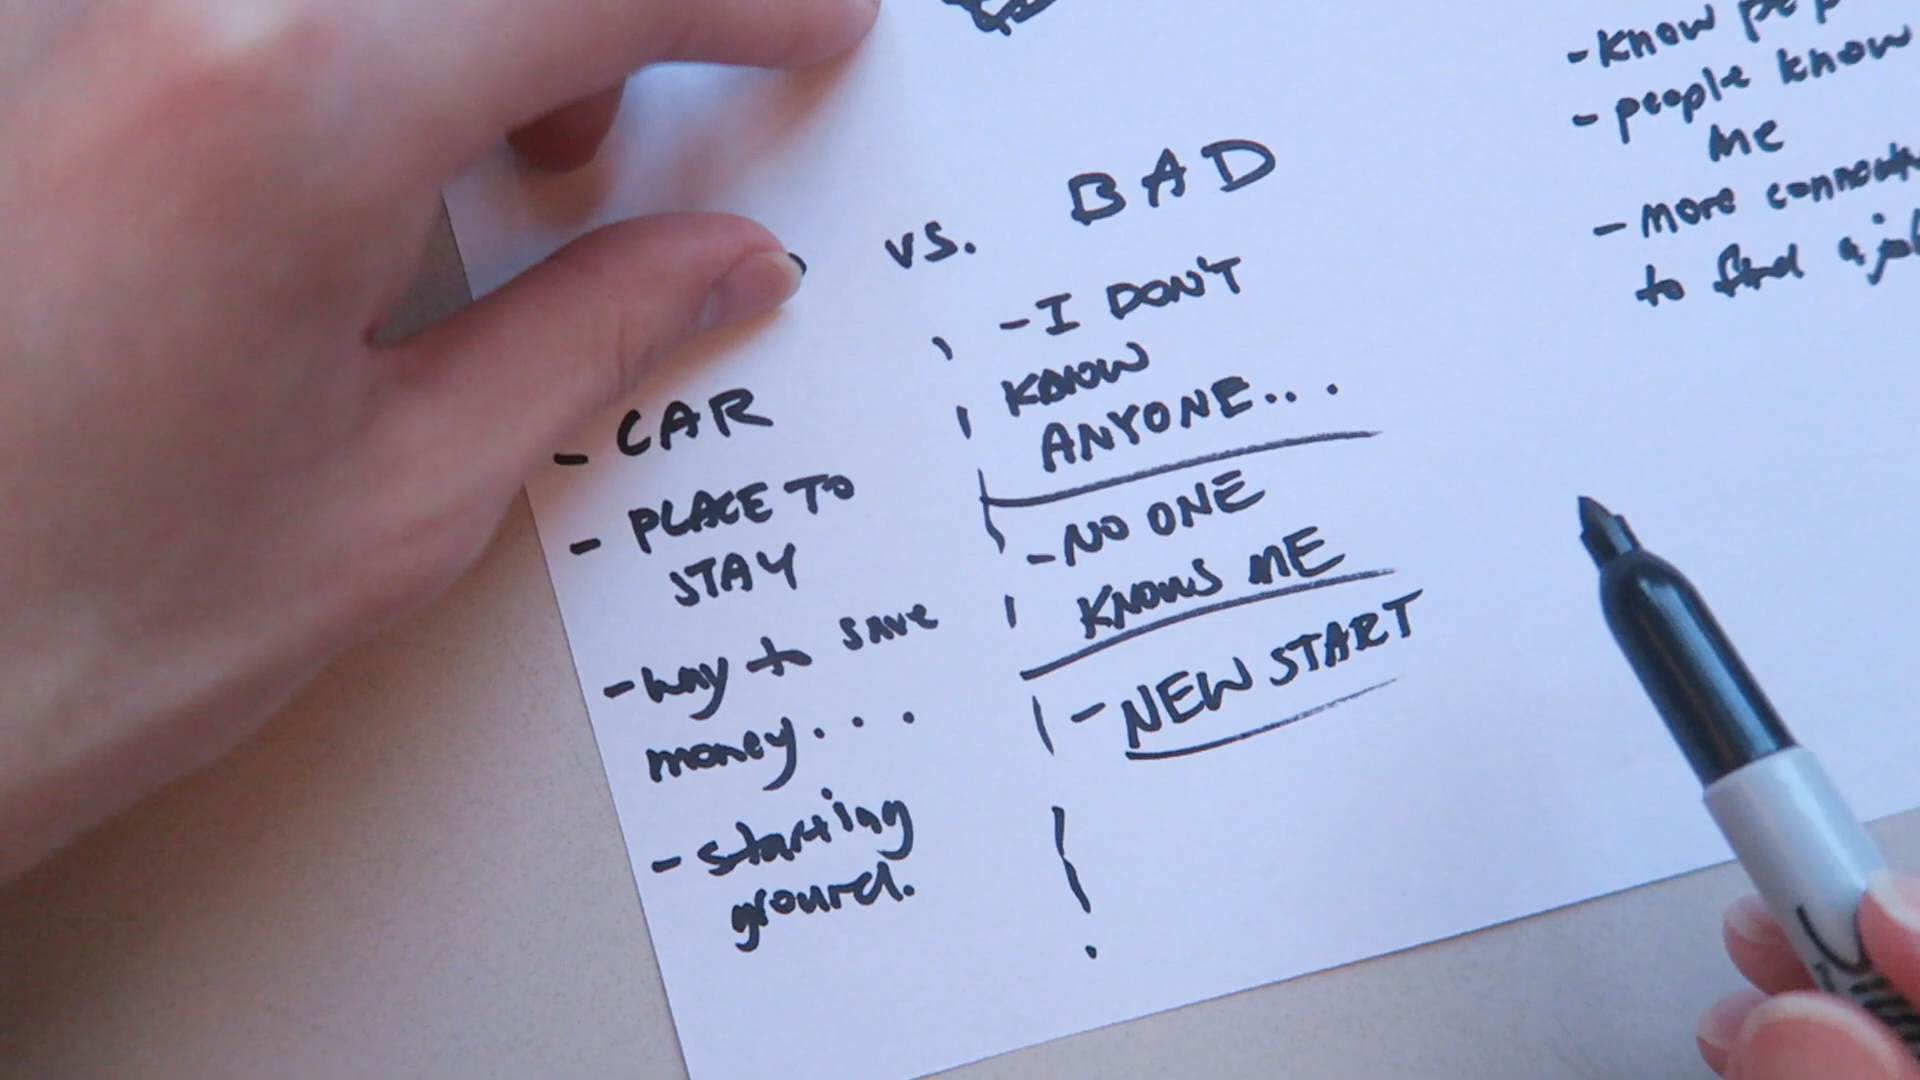 vs. BAD
- CAR
- PLACE TO
STAY
- way to save
money...
- starting
ground.
- I DON'T
KNOW
ANYONE...
- NO ONE
KNOWS ME
- NEW START
- know
- people know
me
- more
to find a